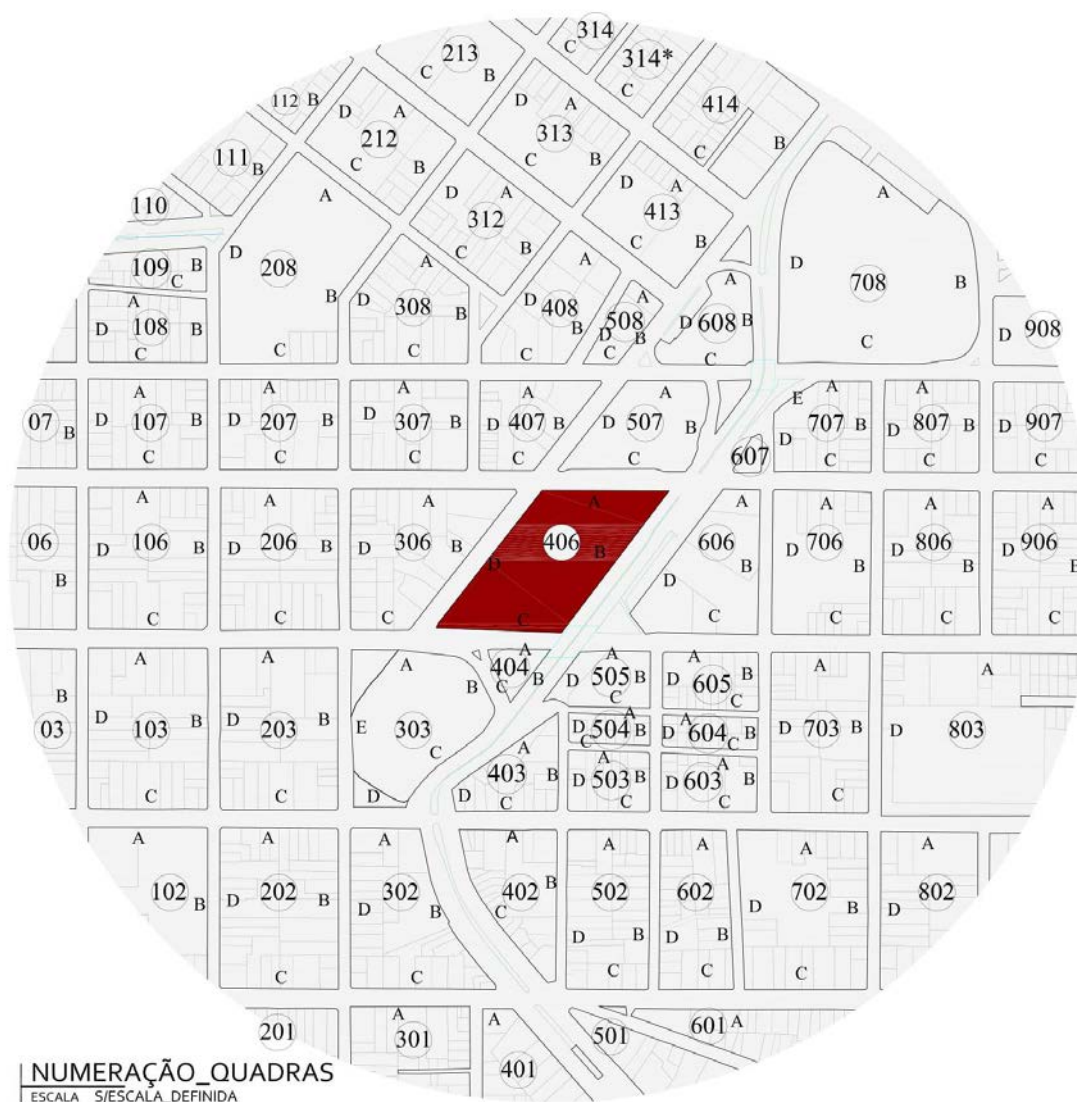 314
213 314*
C B C
112 B D A C 414
D A
212 313
111 C C B
B B
C B
A D A D A A
110 312 413
D 208 C B C B D 708 B
109 B
C
A A A A
D 108 B B D 308 B D 408 B D 508 B D 608 B D 908
C C C C C C C
A A A A A E A A
07 B D 107 B D 207 B D 307 B D 407 B D 507 B D 707 B D 807 B D 907
C C C C C C C C
607
A A A A A A A A
06 D 106 B D 206 B D 306 B D 406 B 606 B D 706 B D 806 B D 906 B
B D
C C C C C C C C
A A A A A A A A
B B 404 B D 505 B 605 B
C C C
03 D 103 B D 203 B E 303 C D 504 A B D 604 A B D 703 B D 803
C C
A A A
403 B D 503 B D 603 B
C C D D C C C C
A A A A A A A A
102 B D 202 B D 302 B 402 B 502 602 702 802
C D B D B D B D
C C C C C
A A A
201 301 501 601
401
NUMERAÇÃO_QUADRAS
ESCALA S/ESCALA DEFINIDA